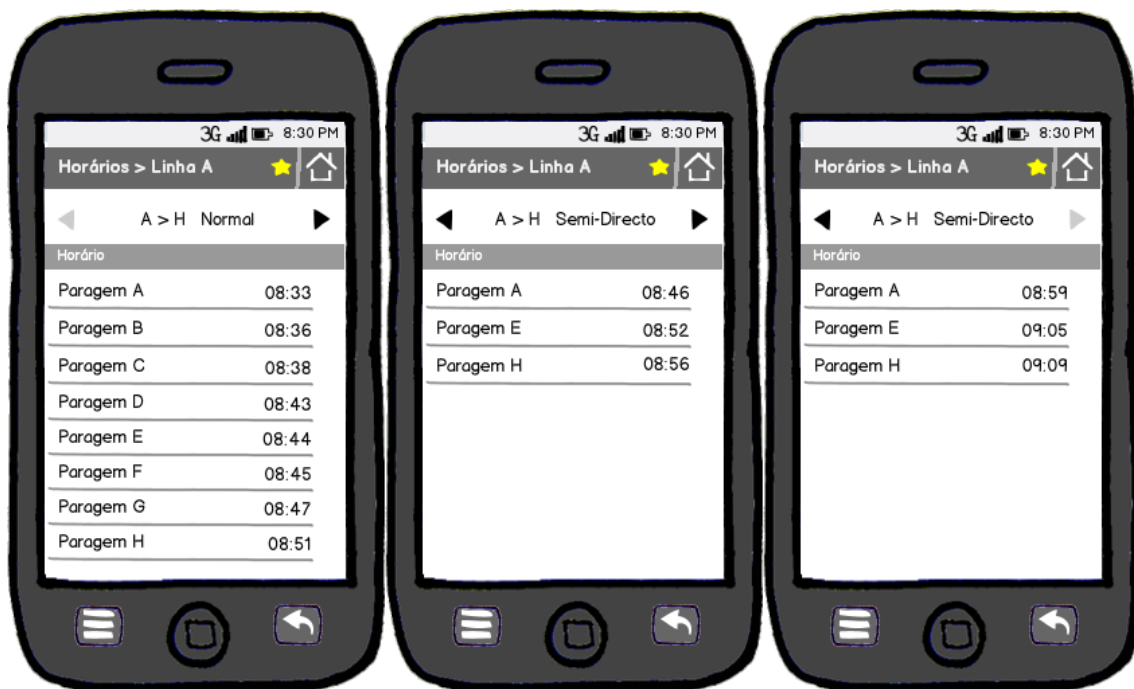 3G 8:30 PM
Horários > Linha A
A > H Normal
Horário
Paragem A 08:33
Paragem B 08:36
Paragem C 08:38
Paragem D 08:43
Paragem E 08:44
Paragem F 08:45
Paragem G 08:47
Paragem H 08:51
3G 8:30 PM
Horários > Linha A
A > H Semi-Directo
Horário
Paragem A 08:46
Paragem E 08:52
Paragem H 08:56
3G 8:30 PM
Horários > Linha A
A > H Semi-Directo
Horário
Paragem A 08:59
Paragem E 09:05
Paragem H 09:09